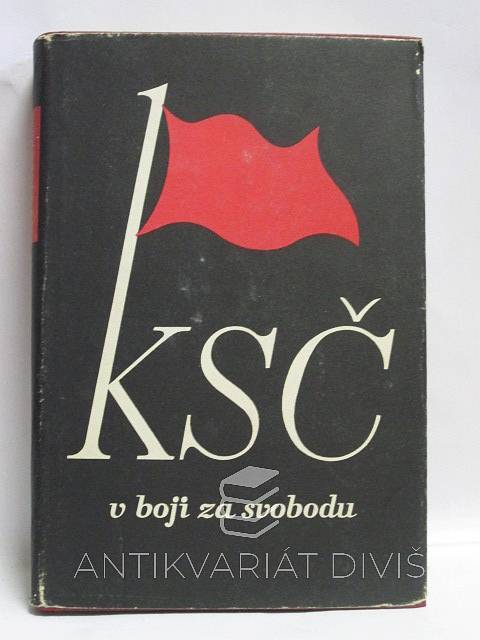 KSČ
v boji za svobodu
ANTIKVARIÁT DIVIŠ